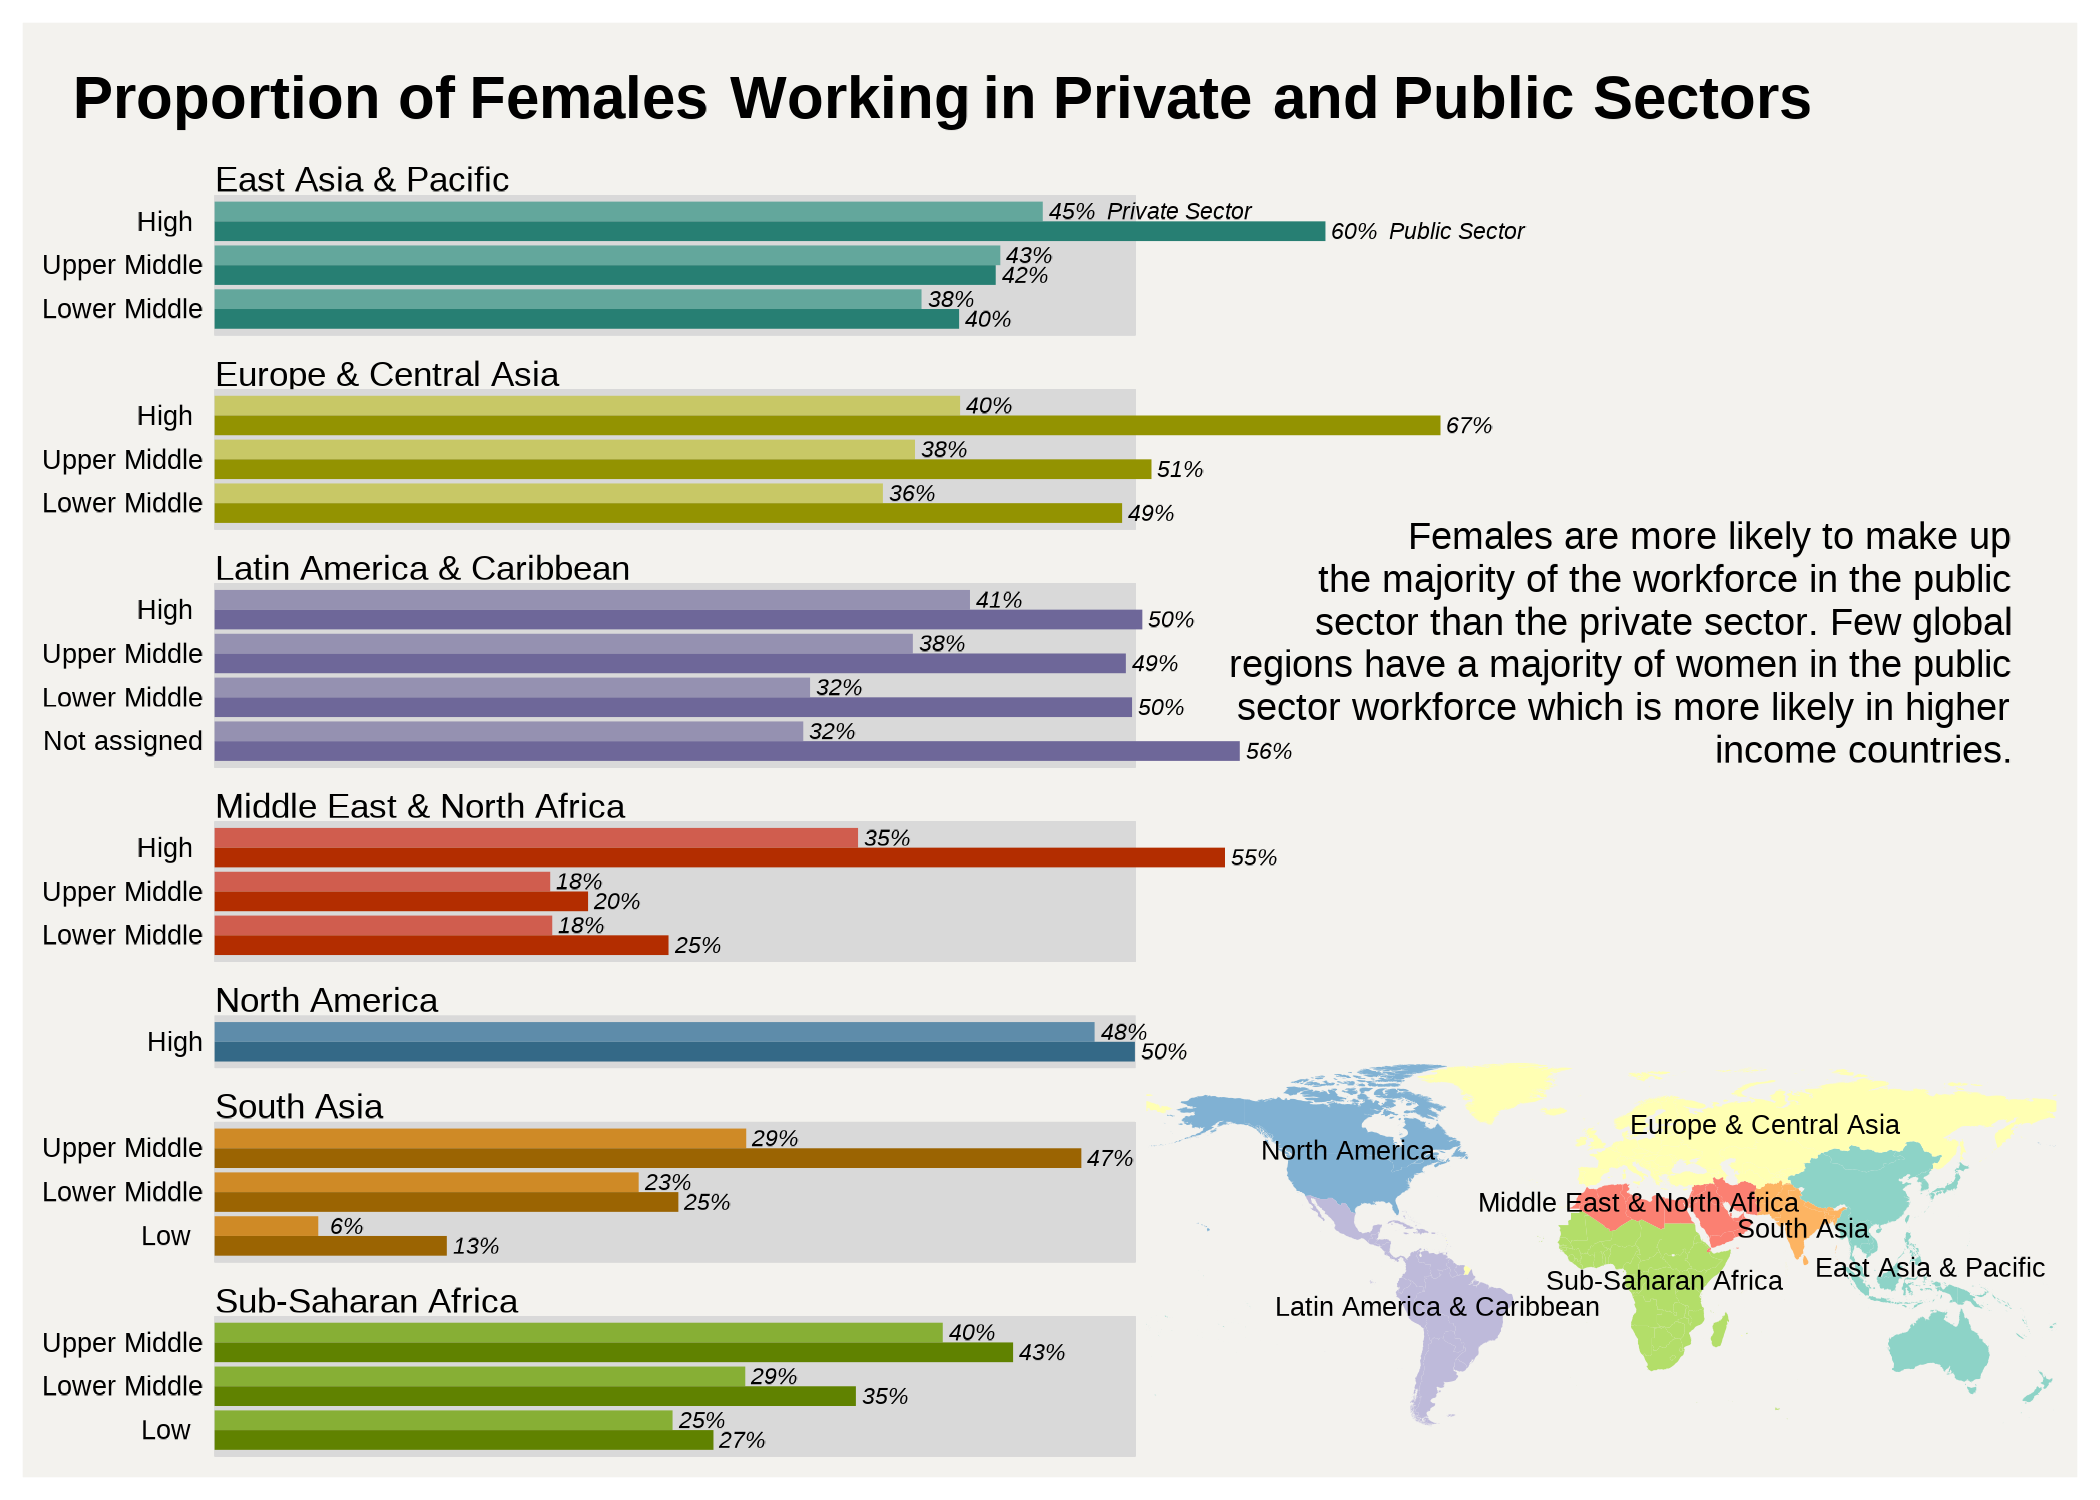 Proportion of Females Working in Private and Public Sectors
East Asia & Pacific
High 45% Private Sector
60% Public Sector
Upper Middle 43%
42%
Lower Middle 38%
40%
Europe & Central Asia
High 40%
67%
Upper Middle 38%
51%
Lower Middle 36%
49%
Latin America & Caribbean
High 41%
50%
Upper Middle 38%
49%
Lower Middle 32%
50%
Not assigned 32%
56%
Middle East & North Africa
High 35%
55%
Upper Middle 18%
20%
Lower Middle 18%
25%
North America
High 48%
50%
South Asia
Upper Middle 29%
47%
Lower Middle 23%
25%
Low 6%
13%
Sub-Saharan Africa
Upper Middle 40%
43%
Lower Middle 29%
35%
Low 25%
27%
Females are more likely to make up
the majority of the workforce in the public
sector than the private sector. Few global
regions have a majority of women in the public
sector workforce which is more likely in higher
income countries.
Europe & Central Asia
North America
Middle East & North Africa
South Asia
East Asia & Pacific
Sub-Saharan Africa
Latin America & Caribbean